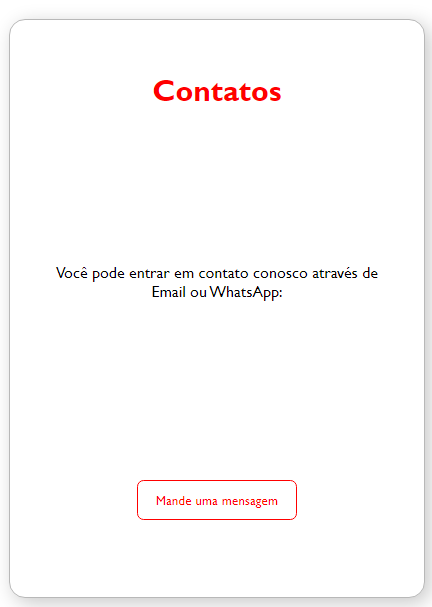 Contatos
Você pode entrar em contato conosco através de
Email ou WhatsApp:
Mande uma mensagem